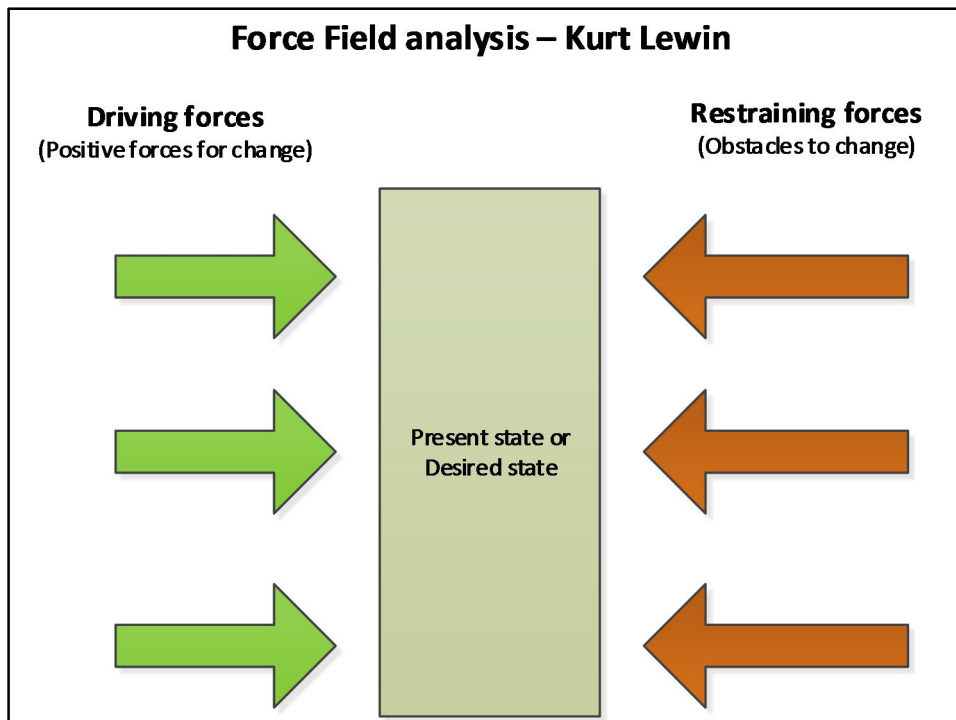 Force Field analysis – Kurt Lewin
Driving forces
(Positive forces for change)
Restraining forces
(Obstacles to change)
Present state or
Desired state